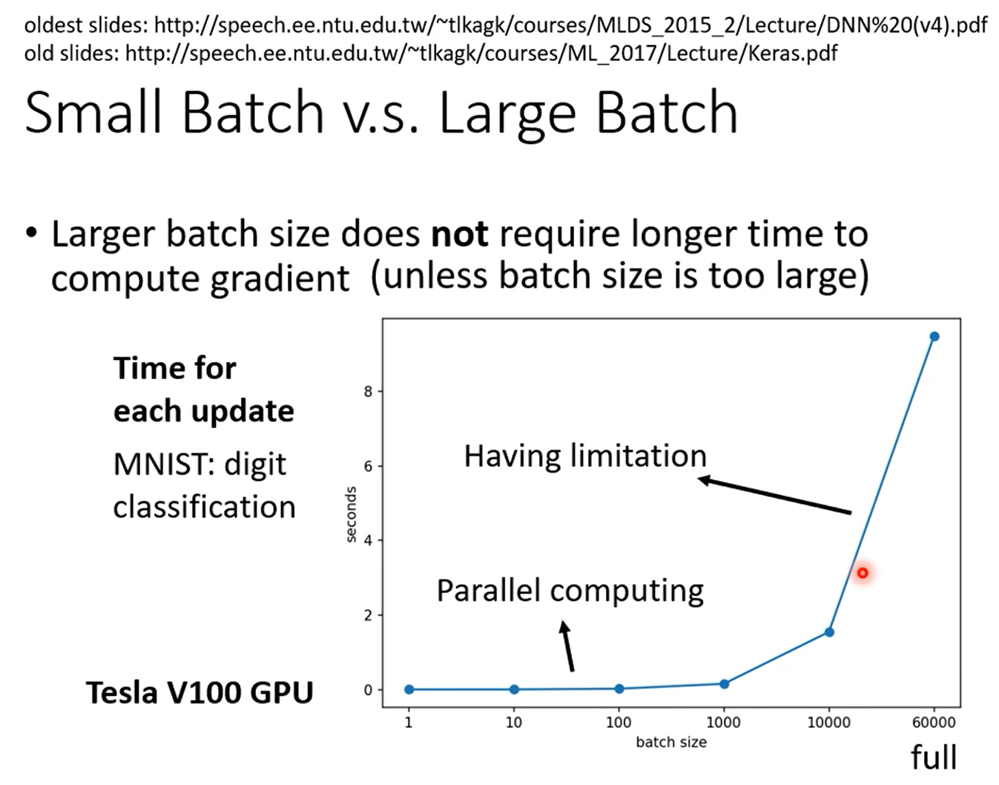 oldest slides: http://speech.ee.ntu.edu.tw/~tlkagk/courses/MLDS_2015_2/Lecture/DNN%20(v4).pdf
old slides: http://speech.ee.ntu.edu.tw/~tlkagk/courses/ML_2017/Lecture/Keras.pdf
Small Batch v.s. Large Batch
• Larger batch size does not require longer time to
compute gradient (unless batch size is too large)
Time for
each update
MNIST: digit
classification
Tesla V100 GPU
seconds
8
6
4
2
0
Having limitation
Parallel computing
1 10 100 1000 10000 60000
batch size
full